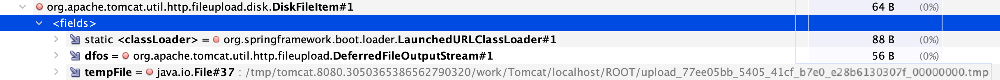 org.apache.tomcat.util.http.fileupload.disk.DiskFileItem#1 64 B (0%)
<fields>
static <classLoader> = org.springframework.boot.loader.LaunchedURLClassLoader#1 88 B (0%)
dfos = org.apache.tomcat.util.http.fileupload.DeferredFileOutputStream#1 56 B (0%)
tempFile = java.io.File#37 : /tmp/tomcat.8080.3050365386562790320/work/Tomcat/localhost/ROOT/upload_77ee05bb_5405_41cf_b7e0_e28b6130307f_00000000.tmp